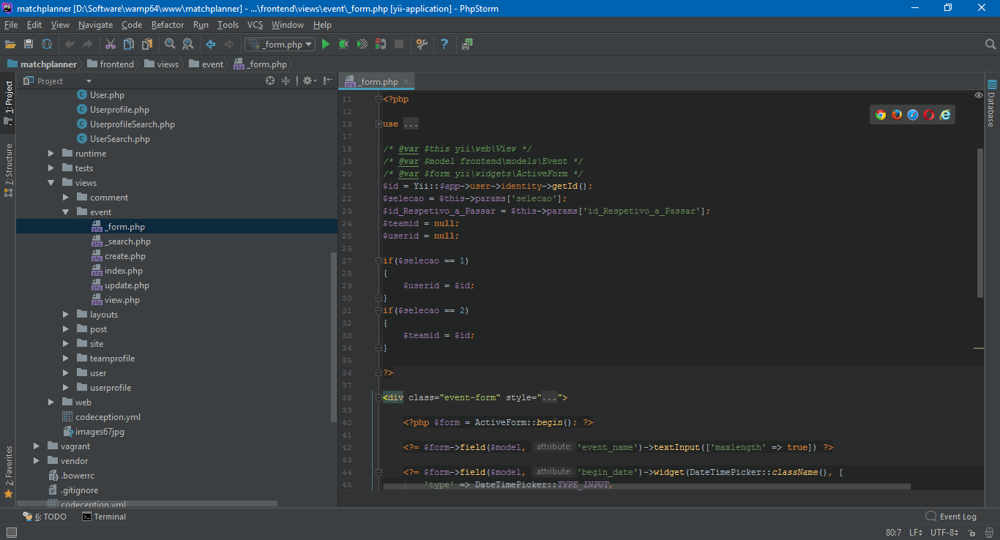 matchplanner [D:\Software\wamp64\www\matchplanner] - ...\frontend\views\event\_form.php [yii-application] - PhpStorm
File Edit View Navigate Code Refactor Run Tools VCS Window Help
_form.php
matchplanner frontend views event _form.php
1: Project
7: Structure
2: Favorites
Project
User.php
Userprofile.php
UserprofileSearch.php
UserSearch.php
runtime
tests
views
comment
event
_form.php
_search.php
create.php
index.php
update.php
view.php
layouts
post
site
teamprofile
user
userprofile
web
codeception.yml
images67jpg
vagrant
vendor
.bowerrc
.gitignore
codeception.yml
_form.php
11 <?php
12
13 use ...
17
18 /* @var $this yii\web\View */
19 /* @var $model frontend\models\Event */
20 /* @var $form yii\widgets\ActiveForm */
21 $id = Yii::$app->user->identity->getId();
22 $selecao = $this->params['selecao'];
23 $id_Respetivo_a_Passar = $this->params['id_Respetivo_a_Passar'];
24 $teamid = null;
25 $userid = null;
26
27 if($selecao == 1)
28 {
29 $userid = $id;
30 }
31 if($selecao == 2)
32 {
33 $teamid = $id;
34 }
35
36 ?>
37
38 <div class="event-form" style="...">
39
40 <?php $form = ActiveForm::begin(); ?>
41
42 <?= $form->field($model, attribute: 'event_name')->textInput(['maxlength' => true]) ?>
43
44 <?= $form->field($model, attribute: 'begin_date')->widget(DateTimePicker::className(), [
45 'type' => DateTimePicker::TYPE_INPUT,
Database
6: TODO Terminal Event Log
80:7 LF UTF-8